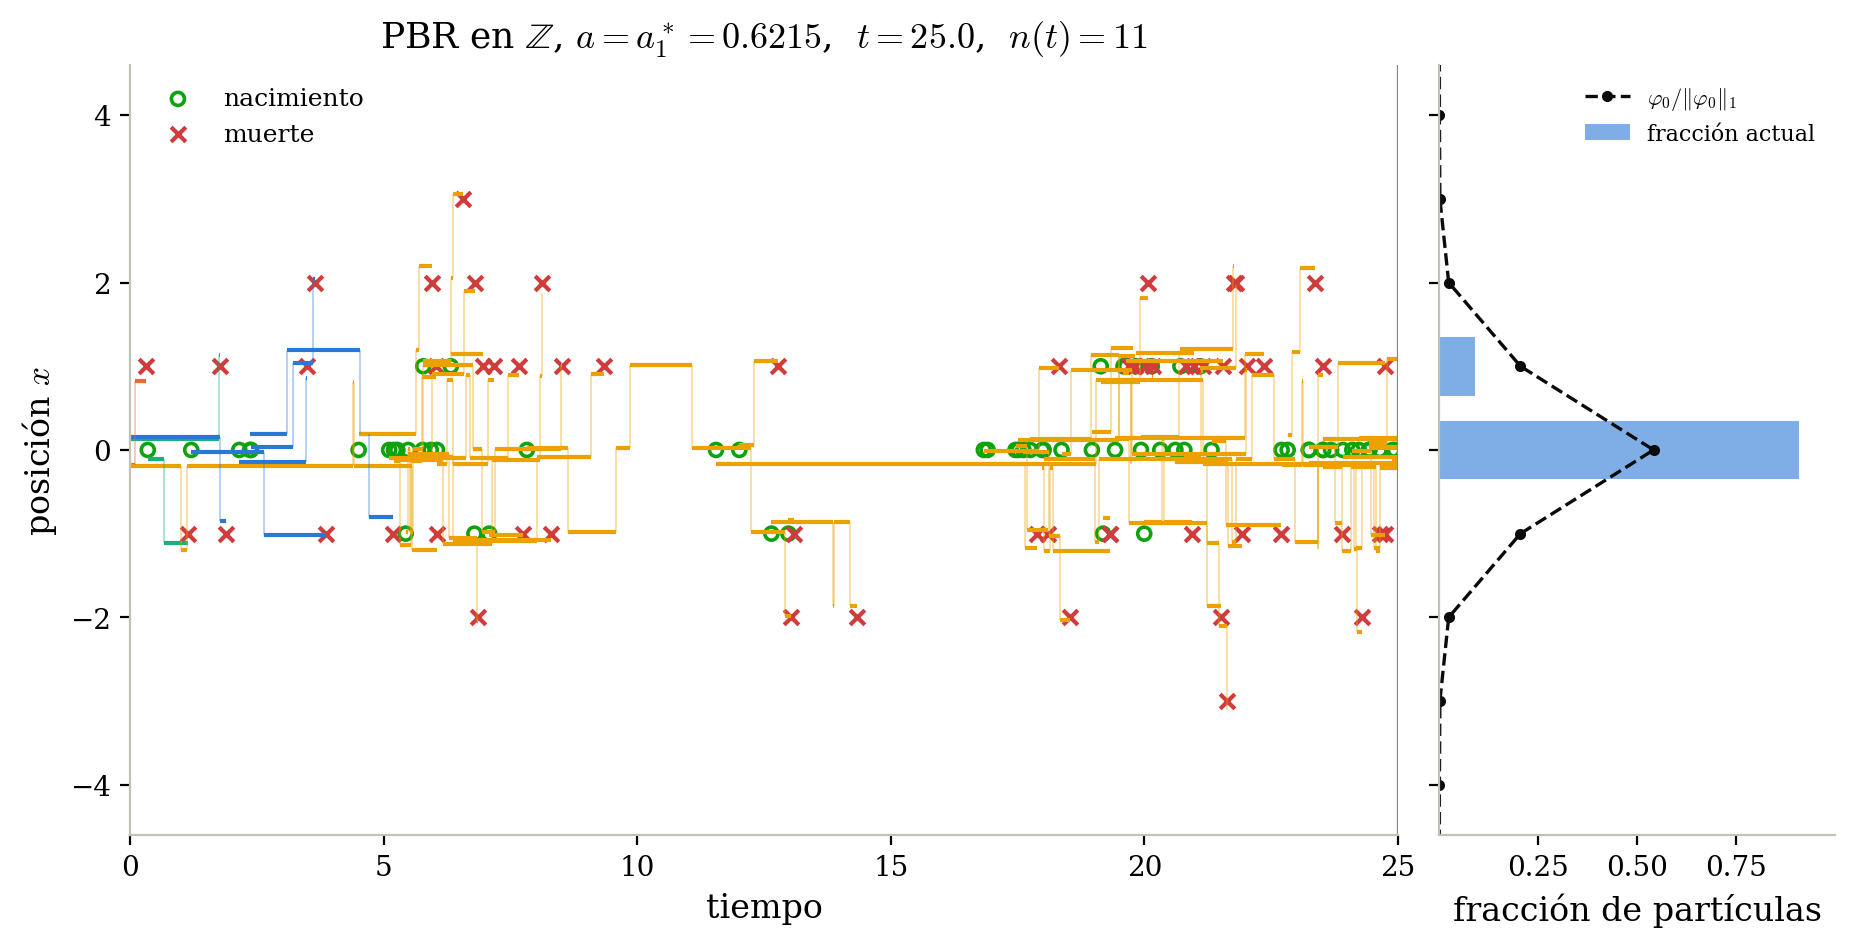 PBR en ℤ, a = a₁* = 0.6215, t = 25.0, n(t) = 11
nacimiento
muerte
φ₀/‖φ₀‖₁
fracción actual
4
2
0
−2
−4
posición x
0
5
10
15
20
25
0.25
0.50
0.75
tiempo
fracción de partículas